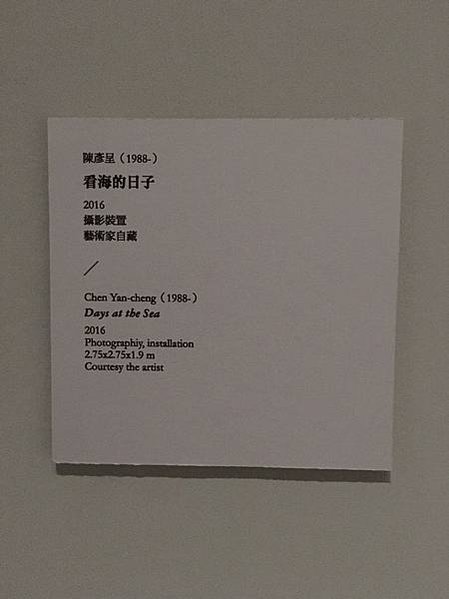 陳彥呈（1988-）
看海的日子
2016
攝影裝置
藝術家自藏
／
Chen Yan-cheng（1988-）
Days at the Sea
2016
Photographiy, installation
2.75x2.75x1.9 m
Courtesy the artist